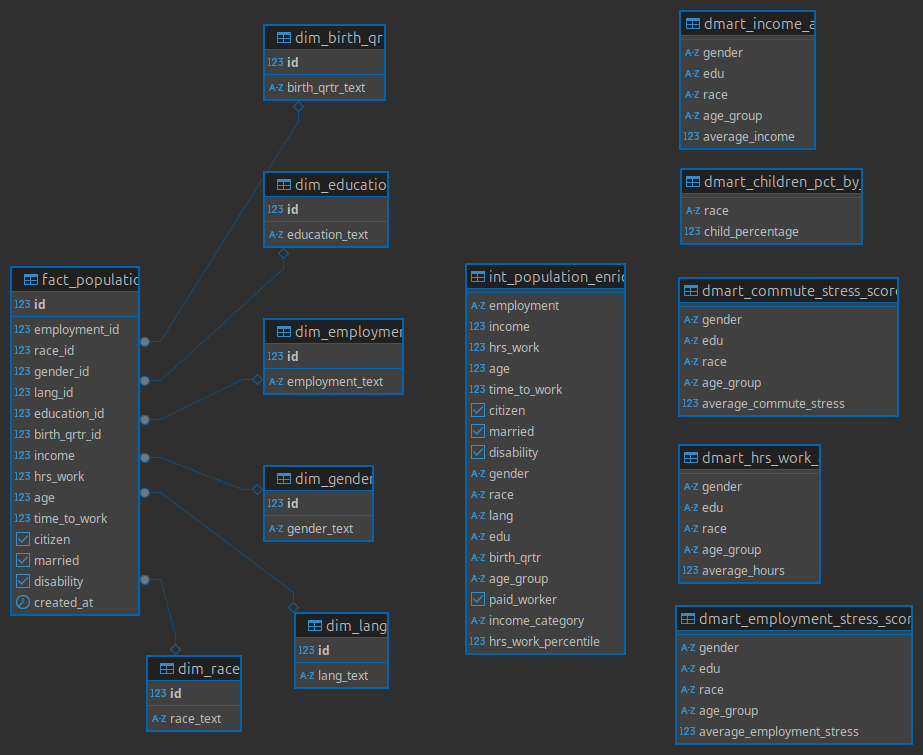 dim_birth_qr
123 id
A-Z birth_qrtr_text
dim_educatio
123 id
A-Z education_text
fact_populatio
123 id
123 employment_id
123 race_id
123 gender_id
123 lang_id
123 education_id
123 birth_qrtr_id
123 income
123 hrs_work
123 age
123 time_to_work
citizen
married
disability
created_at
dim_employmer
123 id
A-Z employment_text
dim_gender
123 id
A-Z gender_text
dim_lang
123 id
A-Z lang_text
dim_race
123 id
A-Z race_text
int_population_enric
A-Z employment
123 income
123 hrs_work
123 age
123 time_to_work
citizen
married
disability
A-Z gender
A-Z race
A-Z lang
A-Z edu
A-Z birth_qrtr
A-Z age_group
paid_worker
A-Z income_category
123 hrs_work_percentile
dmart_income_a
A-Z gender
A-Z edu
A-Z race
A-Z age_group
123 average_income
dmart_children_pct_by_
A-Z race
123 child_percentage
dmart_commute_stress_score
A-Z gender
A-Z edu
A-Z race
A-Z age_group
123 average_commute_stress
dmart_hrs_work_
A-Z gender
A-Z edu
A-Z race
A-Z age_group
123 average_hours
dmart_employment_stress_scor
A-Z gender
A-Z edu
A-Z race
A-Z age_group
123 average_employment_stress